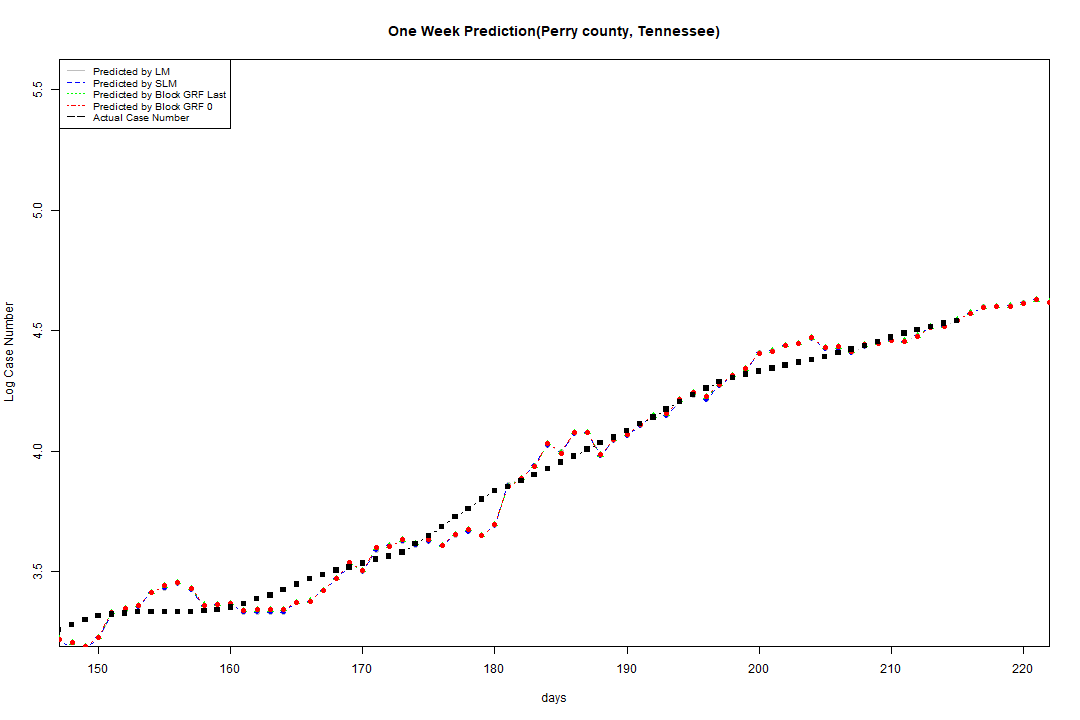 One Week Prediction(Perry county, Tennessee)
Predicted by LM
Predicted by SLM
Predicted by Block GRF Last
Predicted by Block GRF 0
Actual Case Number
5.5
5.0
4.5
4.0
3.5
Log Case Number
150 160 170 180 190 200 210 220
days